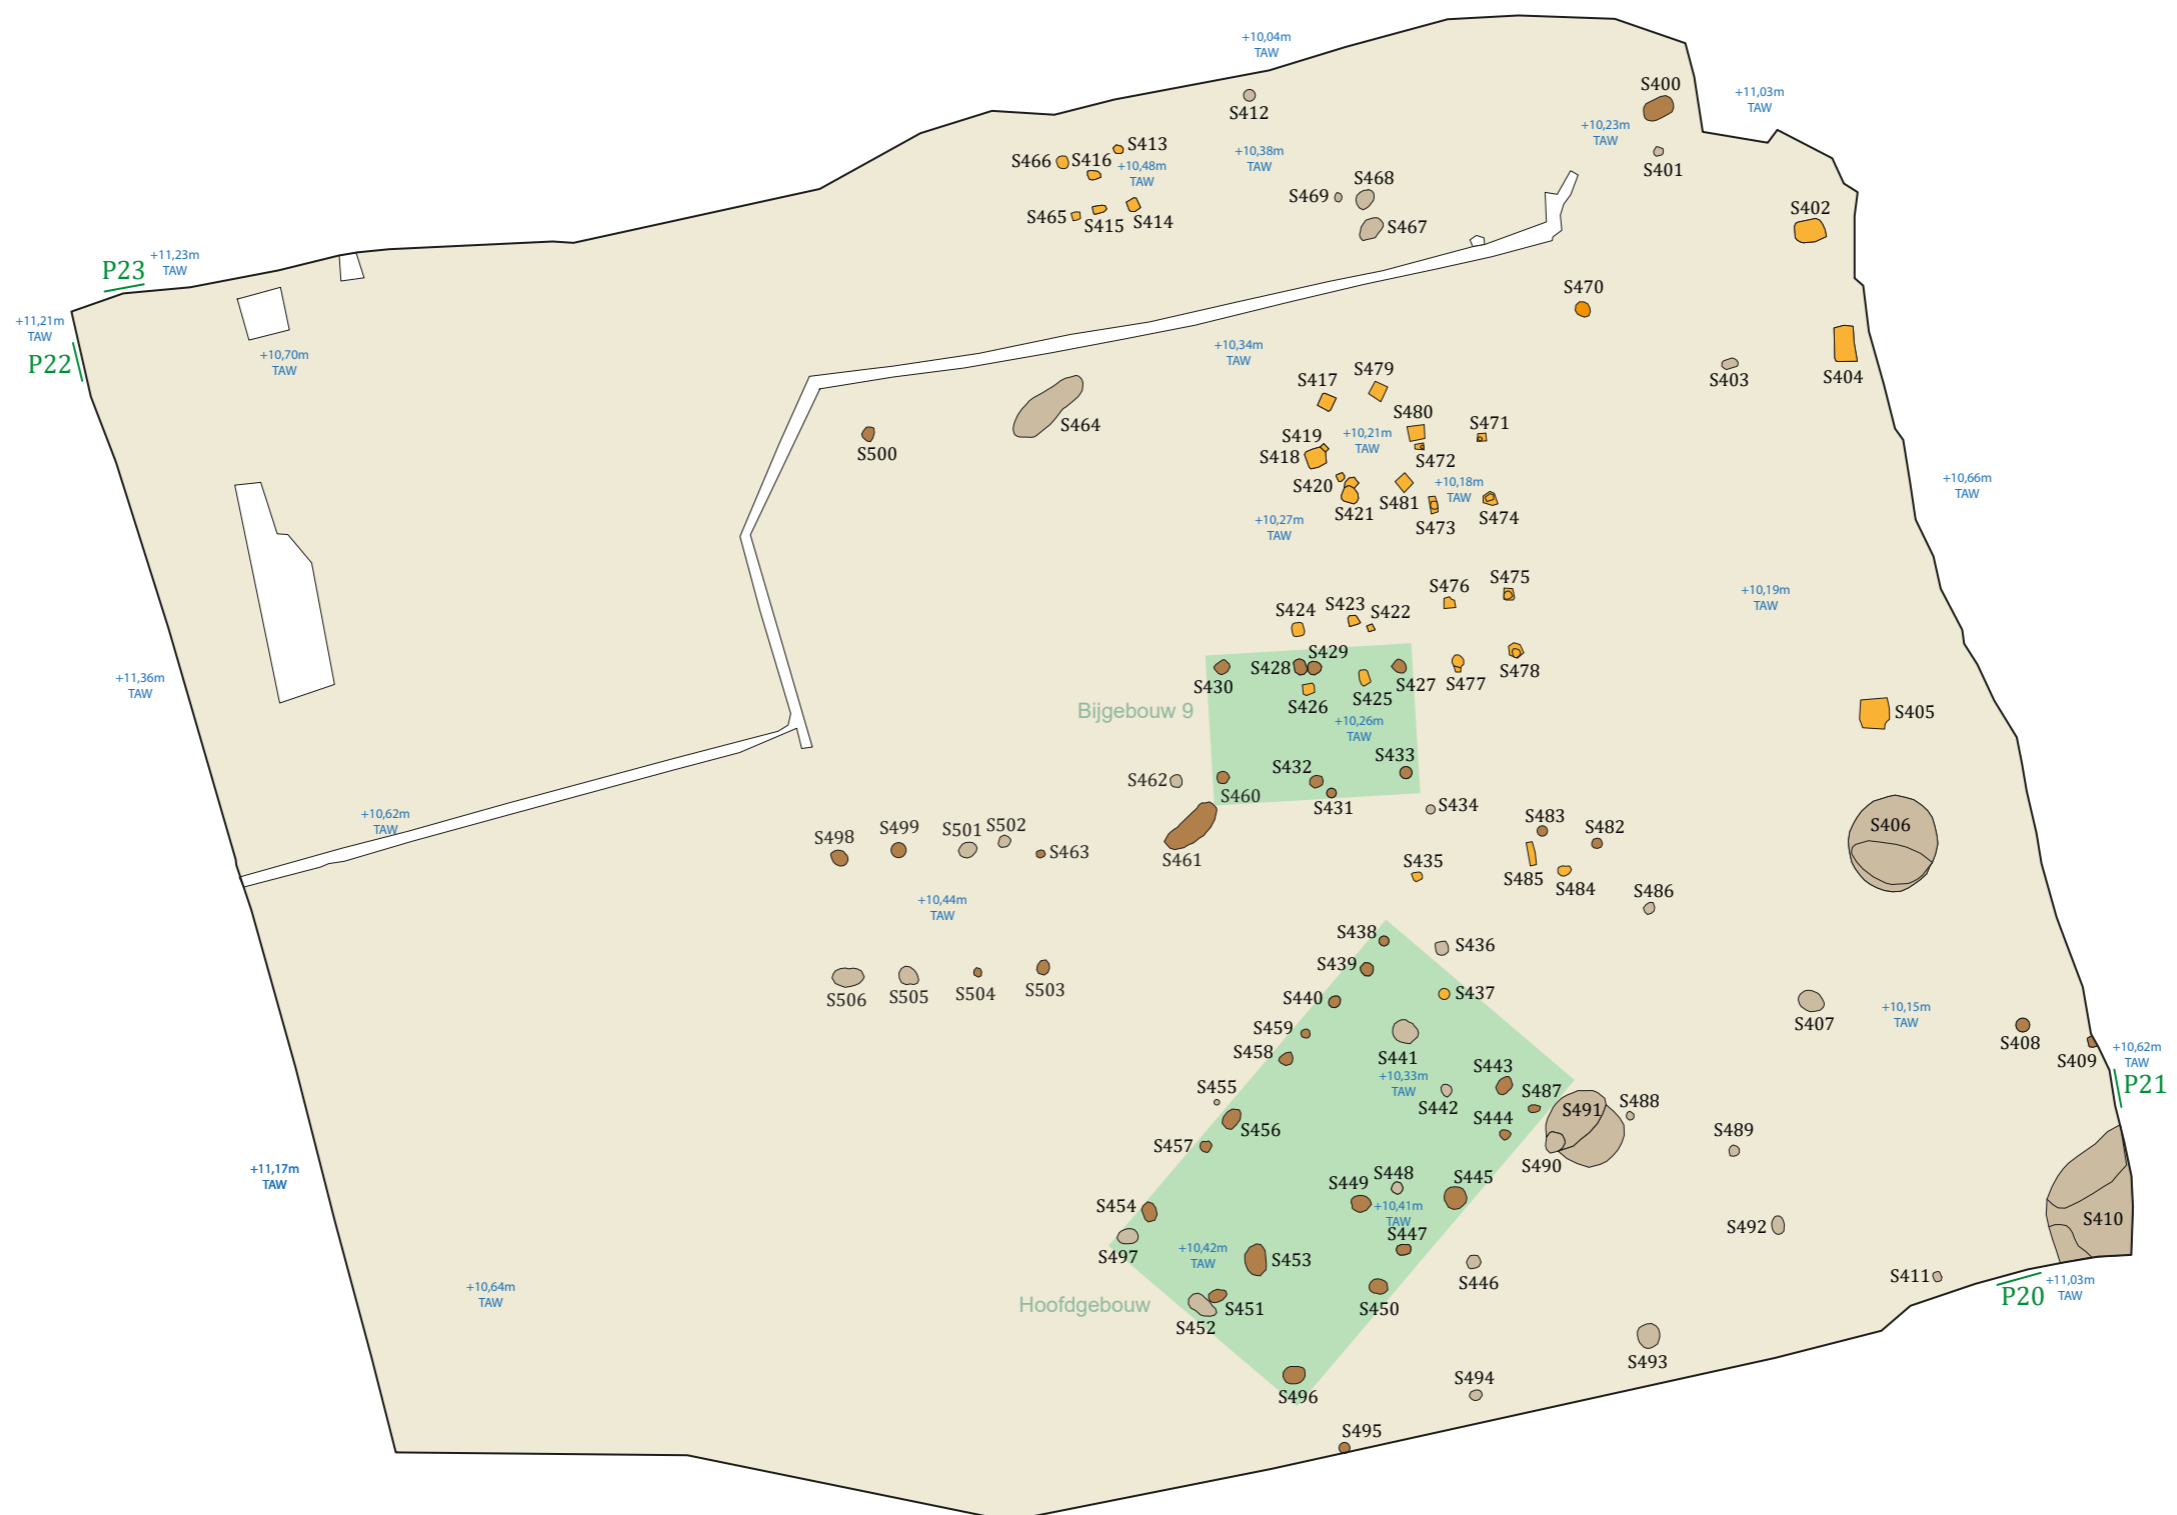 +10,04m
TAW
S400
+11,03m
TAW
S412
+10,23m
TAW
S413
S466
S416
+10,48m
TAW
+10,38m
TAW
S401
S468
S469
S402
S465
S415
S414
S467
+11,23m
TAW
P23
S470
+11,21m
TAW
P22
+10,70m
TAW
+10,34m
TAW
S479
S417
S403
S404
S480
S464
S471
S419
+10,21m
TAW
S500
S418
S472
S420
+10,18m
TAW
+10,66m
TAW
S481
S421
S474
S473
+10,27m
TAW
S475
S476
+10,19m
TAW
S424
S423
S422
S429
S428
+11,36m
TAW
S430
S427
S477
S478
S425
S426
Bijgebouw 9
+10,26m
TAW
S405
S433
S432
S462
S460
S431
S434
+10,62m
TAW
S483
S482
S406
S498
S499
S501
S502
S463
S461
S435
S485
S484
S486
+10,44m
TAW
S438
S436
S439
S506
S505
S504
S503
S440
S437
S407
+10,15m
TAW
S459
S458
S441
S408
S409
+10,62m
TAW
P21
+10,33m
TAW
S443
S455
S487
S442
S491
S488
S444
S456
S457
S489
S490
+11,17m
TAW
S448
S445
S449
S454
+10,41m
TAW
S447
S410
S492
S497
+10,42m
TAW
S453
S446
S411
+10,64m
TAW
Hoofdgebouw
S451
S450
P20
+11,03m
TAW
S452
S493
S494
S496
S495